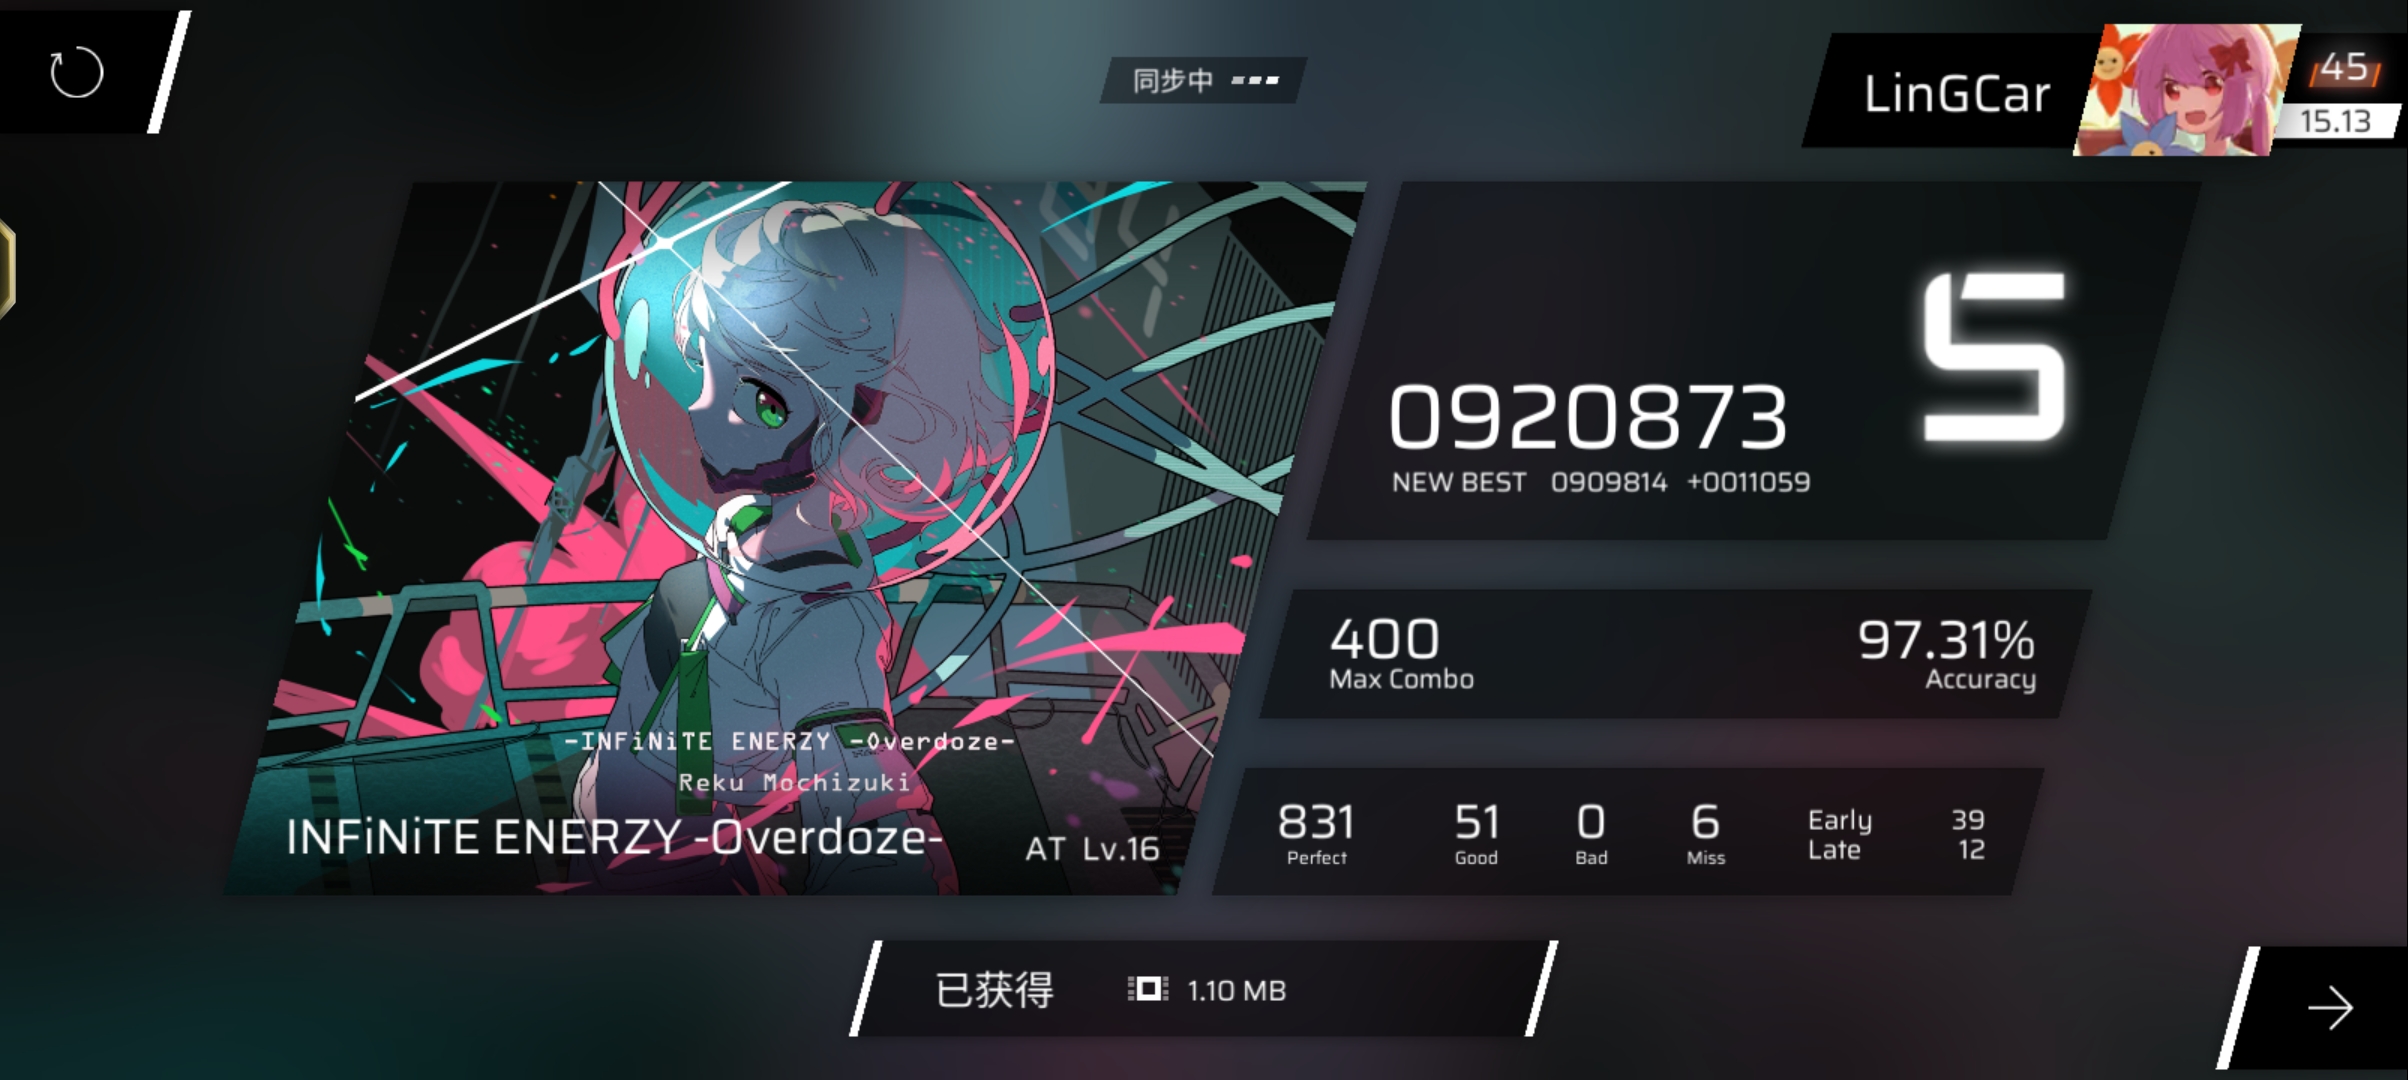 同步中
LinGCar
45
15.13
0920873
S
NEW BEST 0909814 +0011059
400
Max Combo
97.31%
Accuracy
-INFiNiTE ENERZY -Overdoze-
Reku Mochizuki
INFiNiTE ENERZY -Overdoze-
AT Lv.16
831
Perfect
51
Good
0
Bad
6
Miss
Early 39
Late 12
已获得 1.10 MB